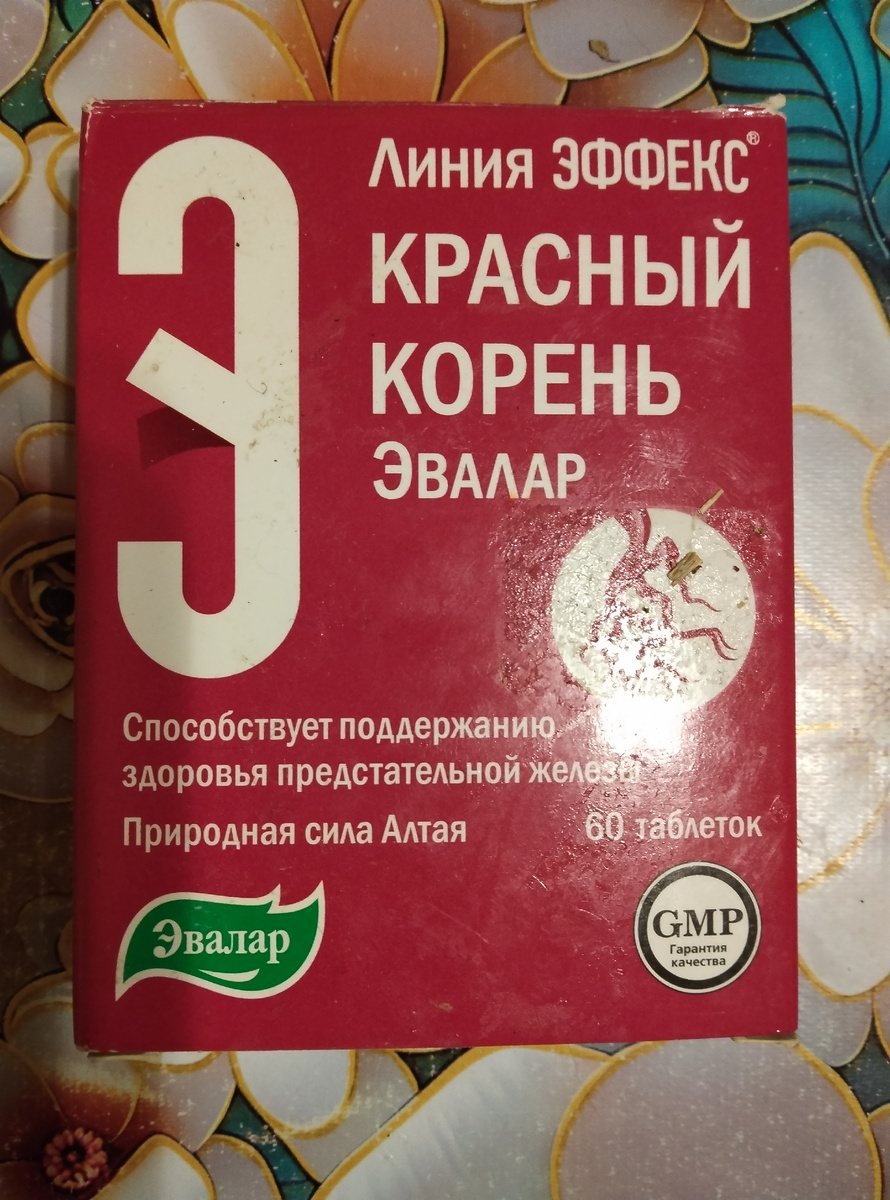 Линия ЭФФЕКС®
КРАСНЫЙ
КОРЕНЬ
ЭВАЛАР
Способствует поддержанию
здоровья предстательной железы
Природная сила Алтая
60 таблеток
Эвалар
GMP
Гарантия
качества